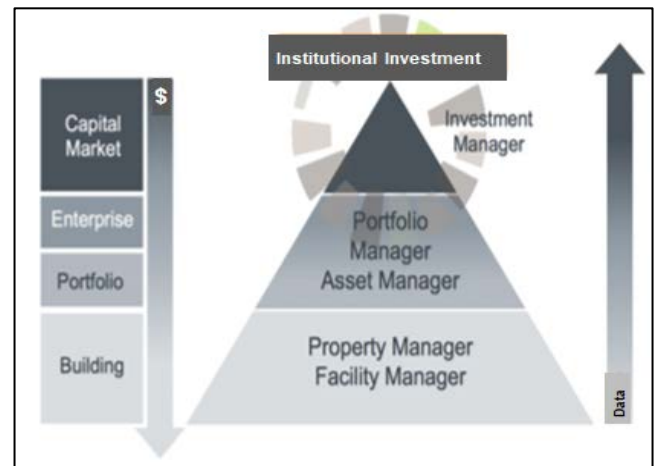 Institutional Investment
$
Capital
Market
Enterprise
Portfolio
Building
Investment
Manager
Portfolio
Manager
Asset Manager
Property Manager
Facility Manager
Data